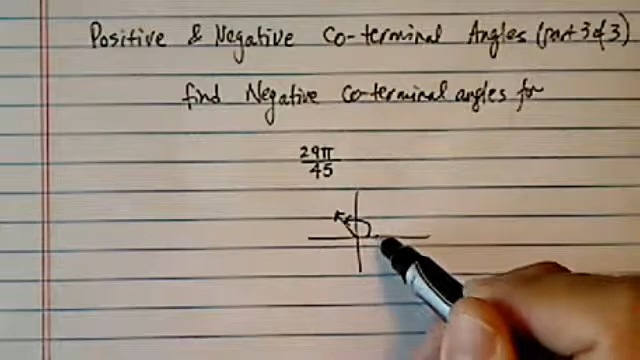 Positive & Negative Co-terminal Angles (part 3 of 3)
find Negative Co-terminal angles for
29π
45